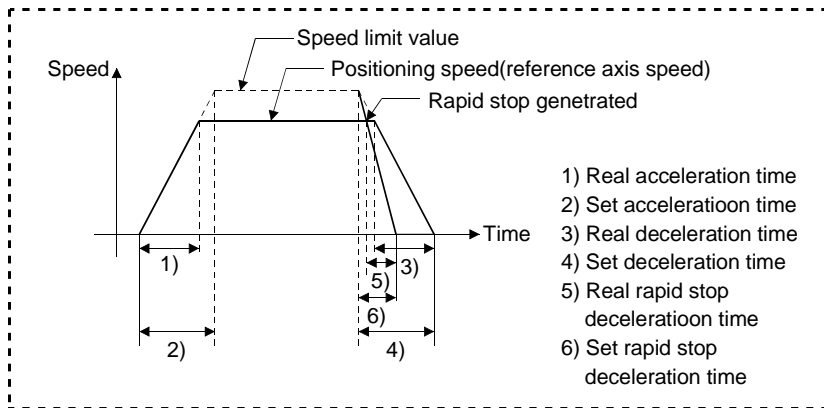 Speed limit value
Speed
Positioning speed(reference axis speed)
Rapid stop genetrated
1) Real acceleration time
2) Set acceleratioon time
Time
3) Real deceleration time
1)
3)
4) Set deceleration time
5)
5) Real rapid stop
deceleratioon time
6)
2)
4)
6) Set rapid stop
deceleration time